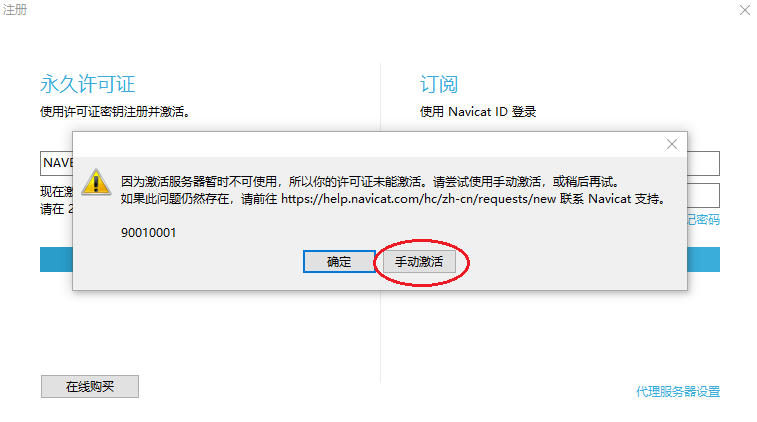 注册
永久许可证
使用许可证密钥注册并激活。
订阅
使用 Navicat ID 登录
因为激活服务器暂时不可使用，所以你的许可证未能激活。请尝试使用手动激活，或稍后再试。
如果此问题仍然存在，请前往 https://help.navicat.com/hc/zh-cn/requests/new 联系 Navicat 支持。
90010001
确定
手动激活
现在激
请在 2
密码
在线购买
代理服务器设置